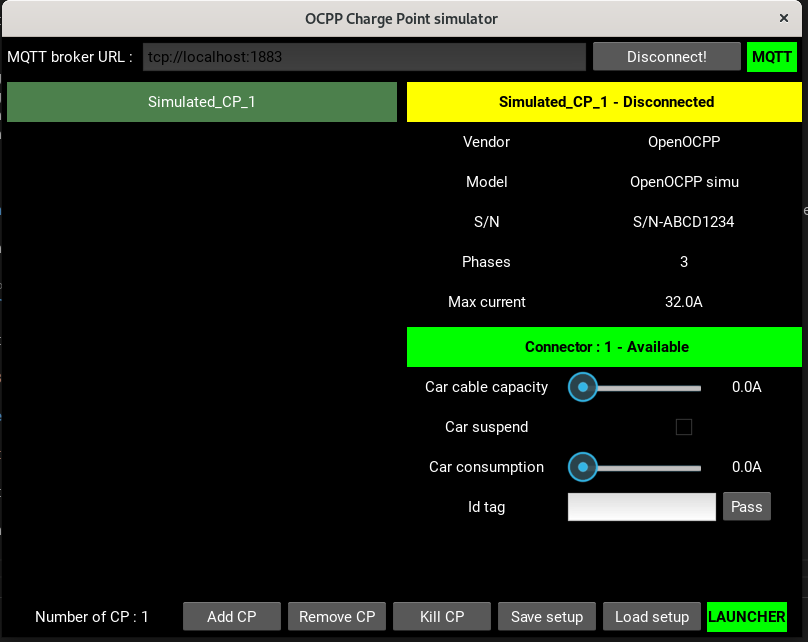 OCPP Charge Point simulator
MQTT broker URL : tcp://localhost:1883 Disconnect! MQTT
Simulated_CP_1
Simulated_CP_1 - Disconnected
Vendor OpenOCPP
Model OpenOCPP simu
S/N S/N-ABCD1234
Phases 3
Max current 32.0A
Connector : 1 - Available
Car cable capacity 0.0A
Car suspend
Car consumption 0.0A
Id tag Pass
Number of CP : 1 Add CP Remove CP Kill CP Save setup Load setup LAUNCHER